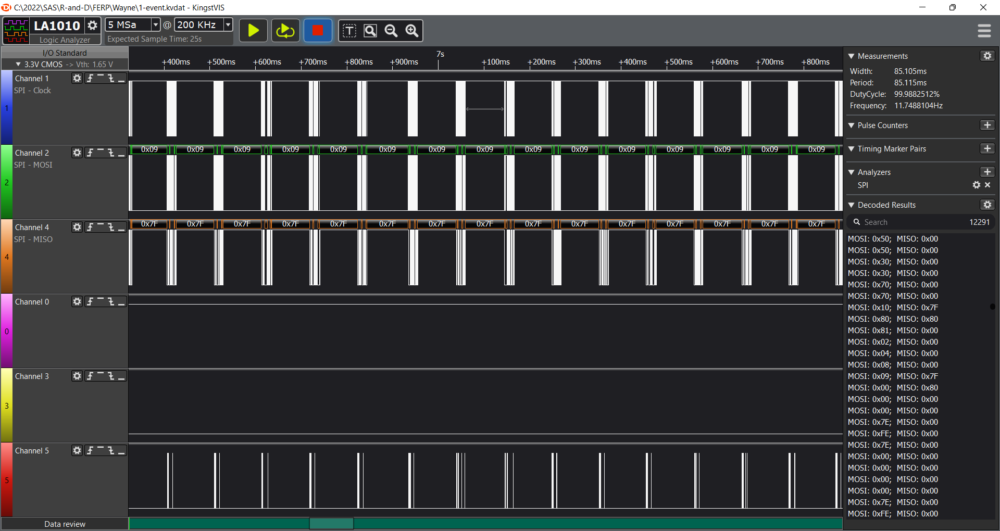 C:\2022\SAS\R-and-D\FERP\Wayne\1-event.kvdat - KingstVIS
LA1010
Logic Analyzer
5 MSa @ 200 KHz
Expected Sample Time: 25s
I/O Standard
3.3V CMOS -> Vth: 1.65 V
7s
+400ms +500ms +600ms +700ms +800ms +900ms +100ms +200ms +300ms +400ms +500ms +600ms +700ms +800ms
1
Channel 1
SPI - Clock
2
Channel 2
SPI - MOSI
0x09 0x09 0x09 0x09 0x09 0x09 0x09 0x09 0x09 0x09 0x09 0x09 0x09 0x09 0x09
4
Channel 4
SPI - MISO
0x7F 0x7F 0x7F 0x7F 0x7F 0x7F 0x7F 0x7F 0x7F 0x7F 0x7F 0x7F 0x7F 0x7F 0x7F
0
Channel 0
3
Channel 3
5
Channel 5
Data review
Measurements
Width: 85.105ms
Period: 85.115ms
DutyCycle: 99.9882512%
Frequency: 11.7488104Hz
Pulse Counters
Timing Marker Pairs
Analyzers
SPI
Decoded Results
Search 12291
MOSI: 0x50; MISO: 0x00
MOSI: 0x50; MISO: 0x00
MOSI: 0x30; MISO: 0x00
MOSI: 0x30; MISO: 0x00
MOSI: 0x70; MISO: 0x00
MOSI: 0x70; MISO: 0x00
MOSI: 0x10; MISO: 0x7F
MOSI: 0x80; MISO: 0x80
MOSI: 0x81; MISO: 0x00
MOSI: 0x02; MISO: 0x00
MOSI: 0x04; MISO: 0x00
MOSI: 0x08; MISO: 0x00
MOSI: 0x09; MISO: 0x7F
MOSI: 0x00; MISO: 0x80
MOSI: 0x00; MISO: 0x00
MOSI: 0x00; MISO: 0x00
MOSI: 0x7E; MISO: 0x00
MOSI: 0xFE; MISO: 0x00
MOSI: 0x7E; MISO: 0x00
MOSI: 0x00; MISO: 0x00
MOSI: 0x00; MISO: 0x00
MOSI: 0x00; MISO: 0x00
MOSI: 0x00; MISO: 0x00
MOSI: 0x7E; MISO: 0x00
MOSI: 0xFE; MISO: 0x00